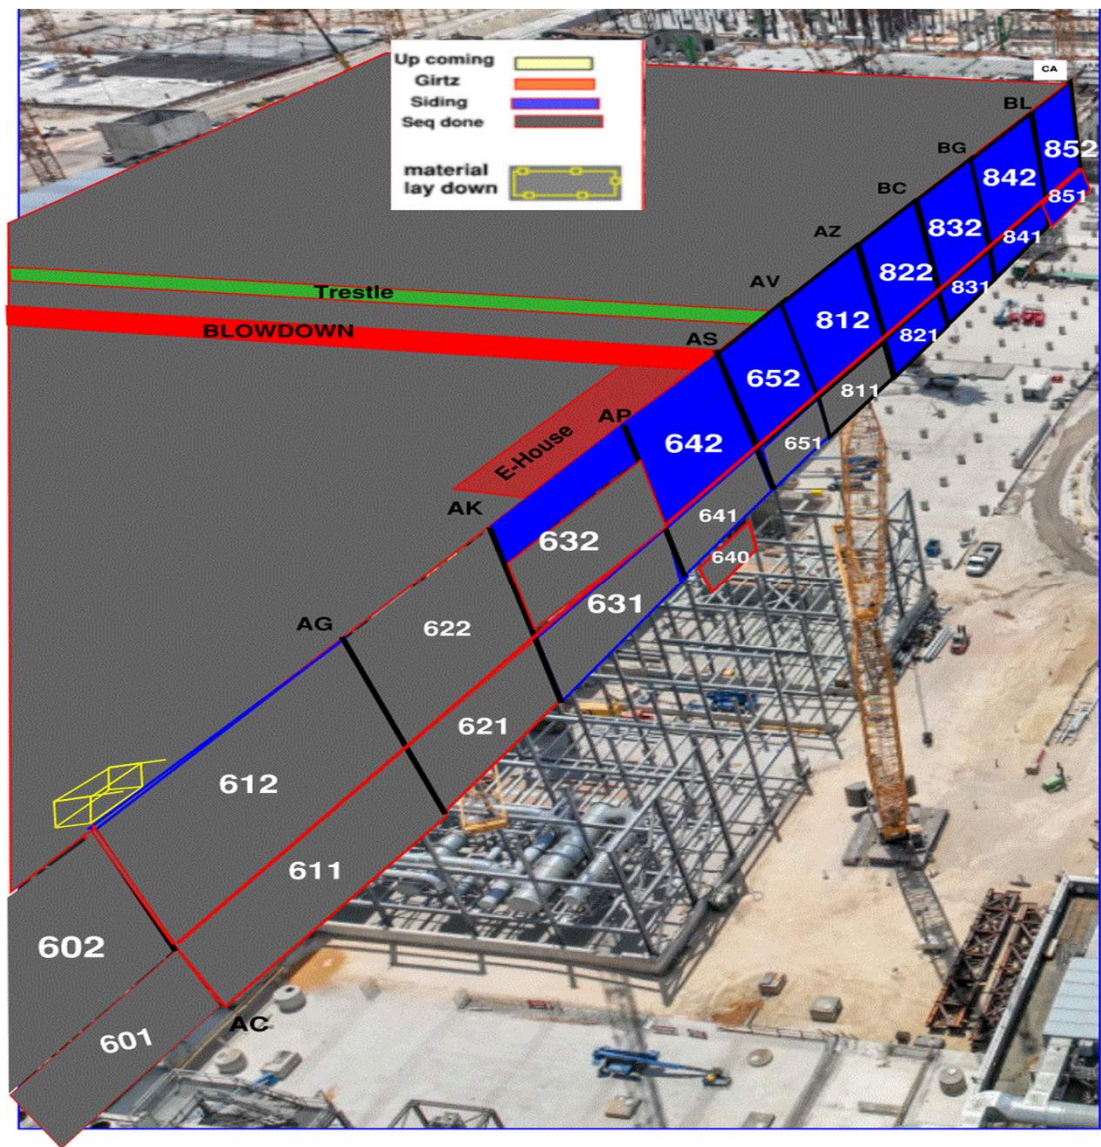 Up coming
Girtz
Siding
Seq done
material
lay down
CA
BL
852
BG
842
851
BC
832
841
AZ
822
831
AV
812
821
Trestle
BLOWDOWN
AS
652
811
AP
642
651
E-House
AK
632
641
640
631
AG
622
621
612
611
602
601
AC